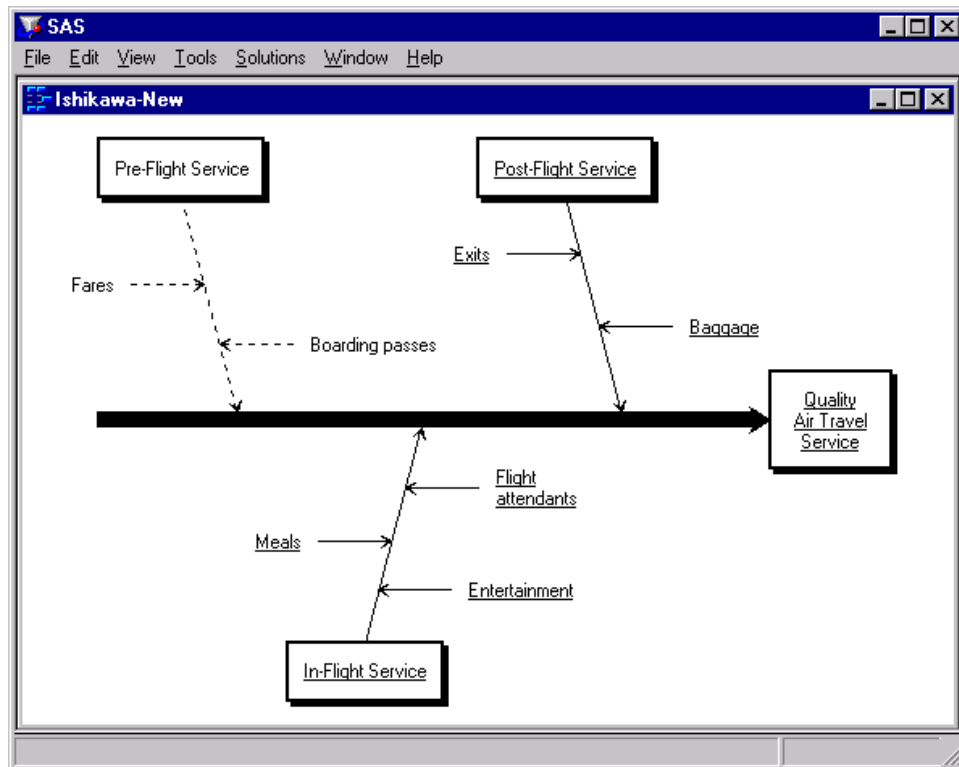 SAS
File Edit View Tools Solutions Window Help
Ishikawa-New
Pre-Flight Service
Post-Flight Service
Exits
Fares
Baggage
Boarding passes
Quality
Air Travel
Service
Flight
attendants
Meals
Entertainment
In-Flight Service